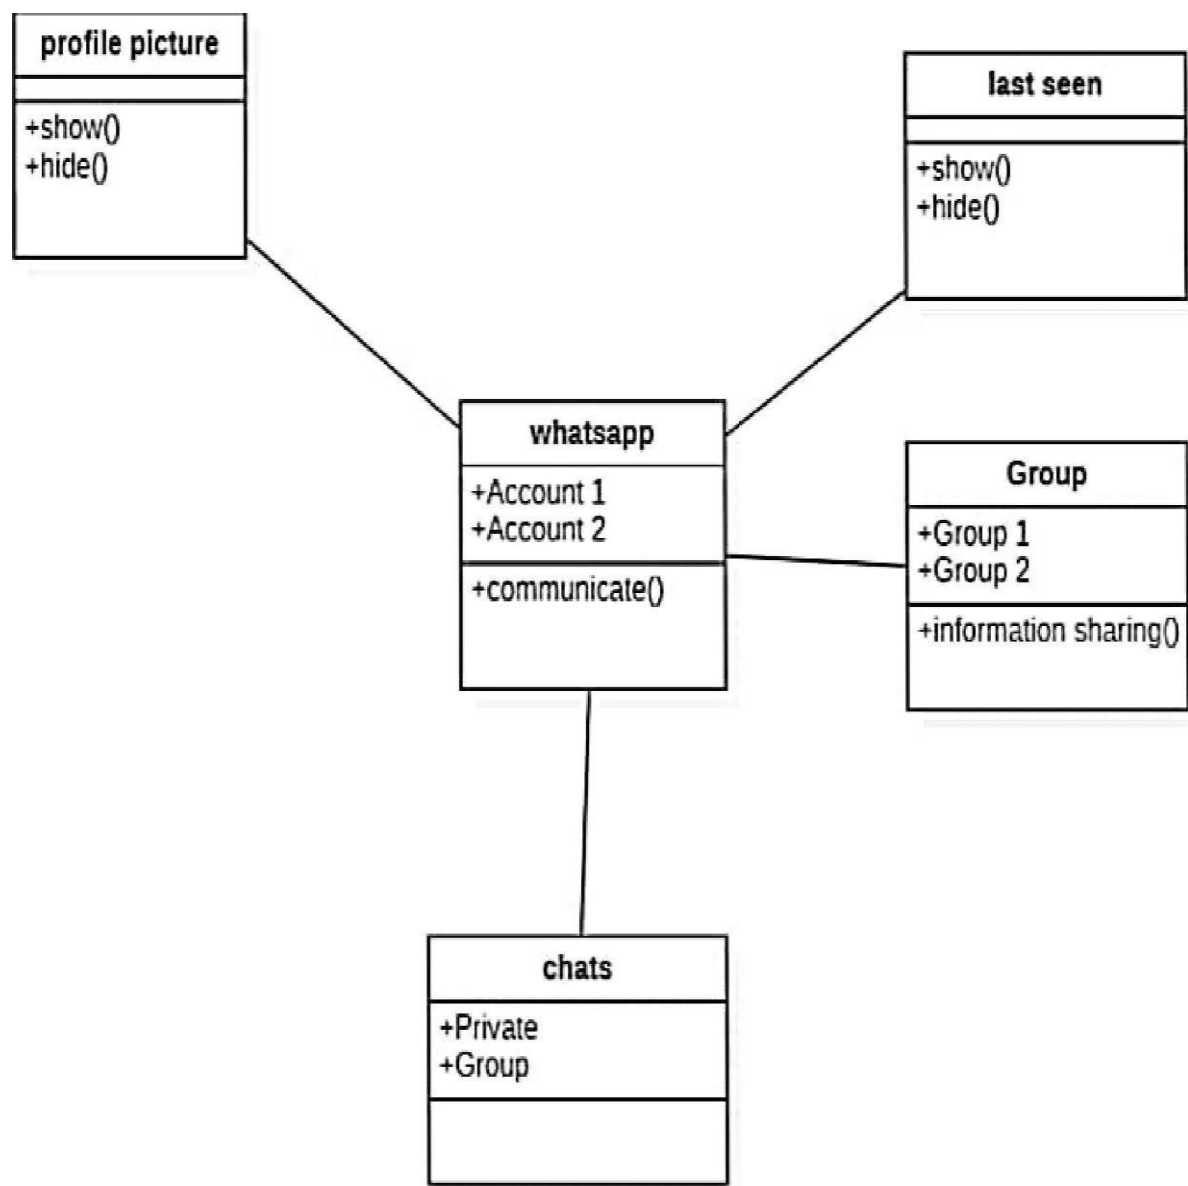 profile picture
+show()
+hide()
last seen
+show()
+hide()
whatsapp
+Account 1
+Account 2
+communicate()
Group
+Group 1
+Group 2
+information sharing()
chats
+Private
+Group